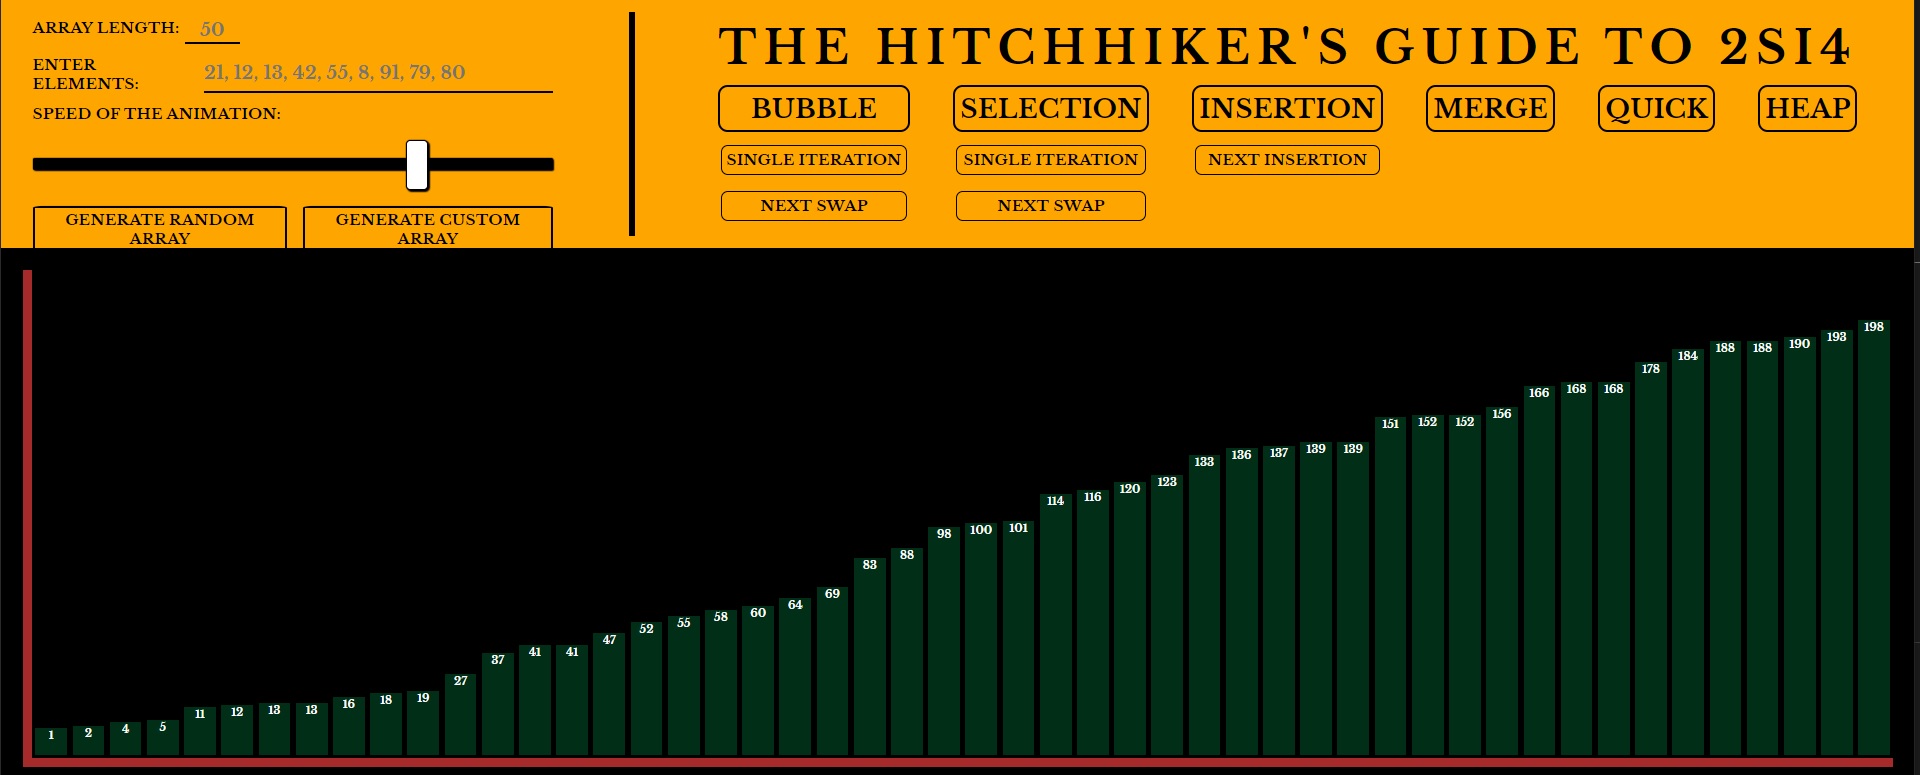 ARRAY LENGTH: 50
ENTER ELEMENTS: 21, 12, 13, 42, 55, 8, 91, 79, 80
SPEED OF THE ANIMATION:
GENERATE RANDOM ARRAY
GENERATE CUSTOM ARRAY
THE HITCHHIKER'S GUIDE TO 2SI4
BUBBLE SELECTION INSERTION MERGE QUICK HEAP
SINGLE ITERATION SINGLE ITERATION NEXT INSERTION
NEXT SWAP NEXT SWAP
1 2 4 5 11 12 13 13 16 18 19 27 37 41 41 47 52 55 58 60 64 69 83 88 98 100 101 114 116 120 123 133 136 137 139 139 151 152 152 156 166 168 168 178 184 188 188 190 193 198